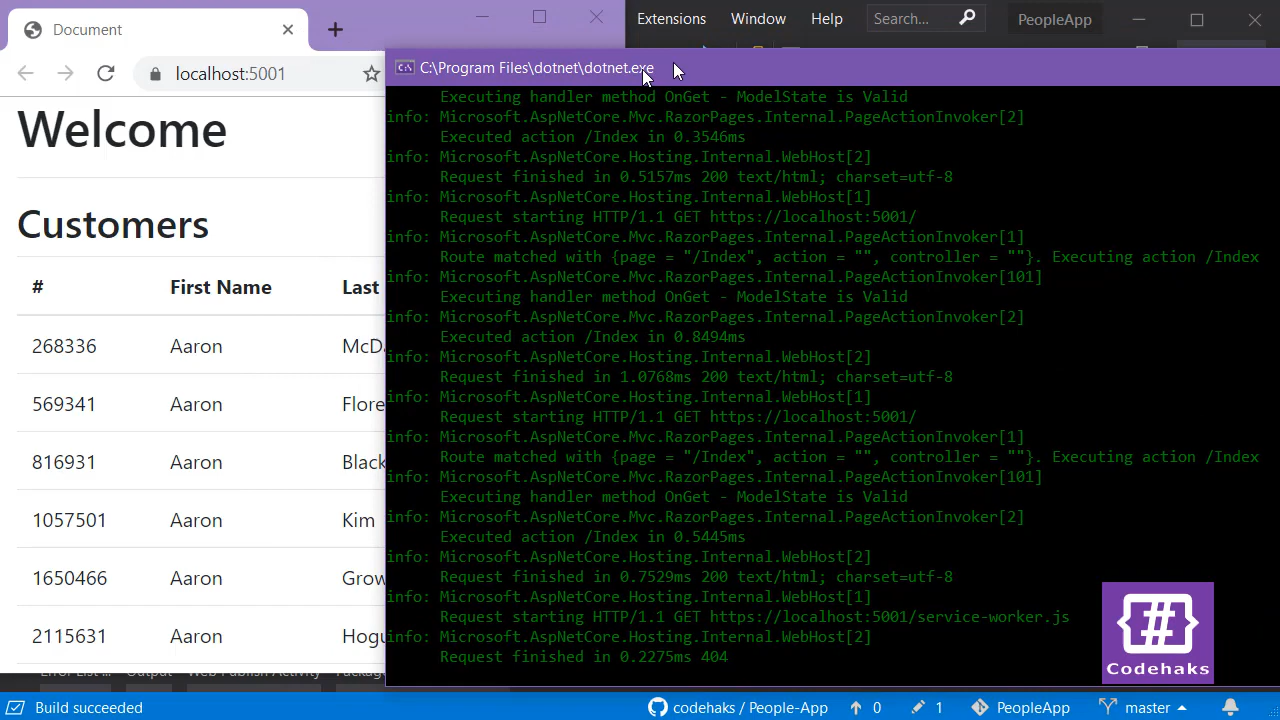 Document
localhost:5001
Welcome
Customers
# First Name Last
268336 Aaron McD
569341 Aaron Flore
816931 Aaron Black
1057501 Aaron Kim
1650466 Aaron Grow
2115631 Aaron Hogu
Extensions Window Help Search... PeopleApp
C:\Program Files\dotnet\dotnet.exe
Executing handler method OnGet - ModelState is Valid
info: Microsoft.AspNetCore.Mvc.RazorPages.Internal.PageActionInvoker[2]
Executed action /Index in 0.3546ms
info: Microsoft.AspNetCore.Hosting.Internal.WebHost[2]
Request finished in 0.5157ms 200 text/html; charset=utf-8
info: Microsoft.AspNetCore.Hosting.Internal.WebHost[1]
Request starting HTTP/1.1 GET https://localhost:5001/
info: Microsoft.AspNetCore.Mvc.RazorPages.Internal.PageActionInvoker[1]
Route matched with {page = "/Index", action = "", controller = ""}. Executing action /Index
info: Microsoft.AspNetCore.Mvc.RazorPages.Internal.PageActionInvoker[101]
Executing handler method OnGet - ModelState is Valid
info: Microsoft.AspNetCore.Mvc.RazorPages.Internal.PageActionInvoker[2]
Executed action /Index in 0.8494ms
info: Microsoft.AspNetCore.Hosting.Internal.WebHost[2]
Request finished in 1.0768ms 200 text/html; charset=utf-8
info: Microsoft.AspNetCore.Hosting.Internal.WebHost[1]
Request starting HTTP/1.1 GET https://localhost:5001/
info: Microsoft.AspNetCore.Mvc.RazorPages.Internal.PageActionInvoker[1]
Route matched with {page = "/Index", action = "", controller = ""}. Executing action /Index
info: Microsoft.AspNetCore.Mvc.RazorPages.Internal.PageActionInvoker[101]
Executing handler method OnGet - ModelState is Valid
info: Microsoft.AspNetCore.Mvc.RazorPages.Internal.PageActionInvoker[2]
Executed action /Index in 0.5445ms
info: Microsoft.AspNetCore.Hosting.Internal.WebHost[2]
Request finished in 0.7529ms 200 text/html; charset=utf-8
info: Microsoft.AspNetCore.Hosting.Internal.WebHost[1]
Request starting HTTP/1.1 GET https://localhost:5001/service-worker.js
info: Microsoft.AspNetCore.Hosting.Internal.WebHost[2]
Request finished in 0.2275ms 404
{#}
Codehaks
Error List ... Output Web Publish Activity Packag
Build succeeded codehaks / People-App 0 1 PeopleApp master